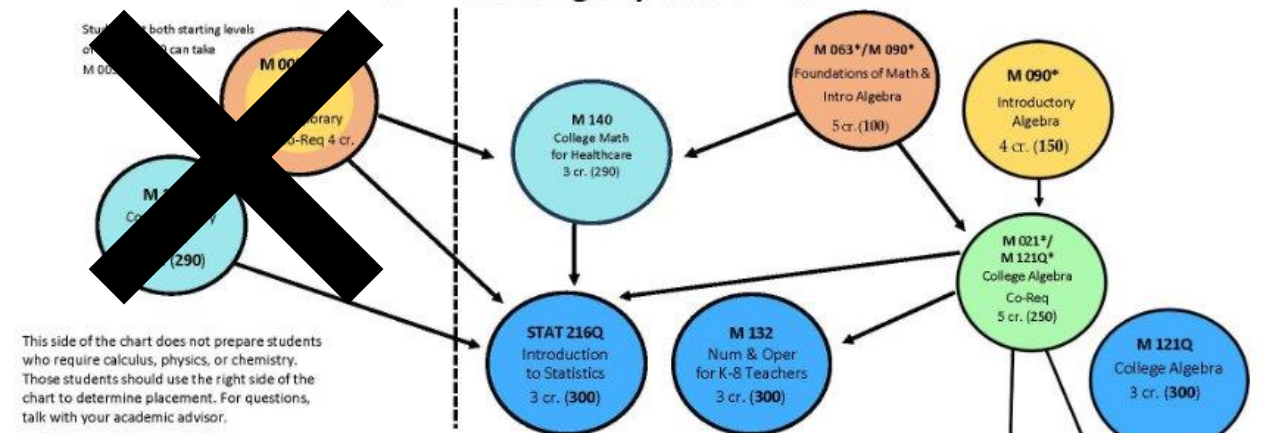 both starting levels
can take
M 140
College Math
for Healthcare
3 cr. (290)
M 063*/M 090*
Foundations of Math &
Intro Algebra
5 cr. (100)
M 090*
Introductory
Algebra
4 cr. (150)
(290)
Co-Req 4 cr.
M 021*/
M 121Q*
College Algebra
Co-Req
5 cr. (250)
STAT 216Q
Introduction
to Statistics
3 cr. (300)
M 132
Num & Oper
for K-8 Teachers
3 cr. (300)
M 121Q
College Algebra
3 cr. (300)
This side of the chart does not prepare students
who require calculus, physics, or chemistry.
Those students should use the right side of the
chart to determine placement. For questions,
talk with your academic advisor.